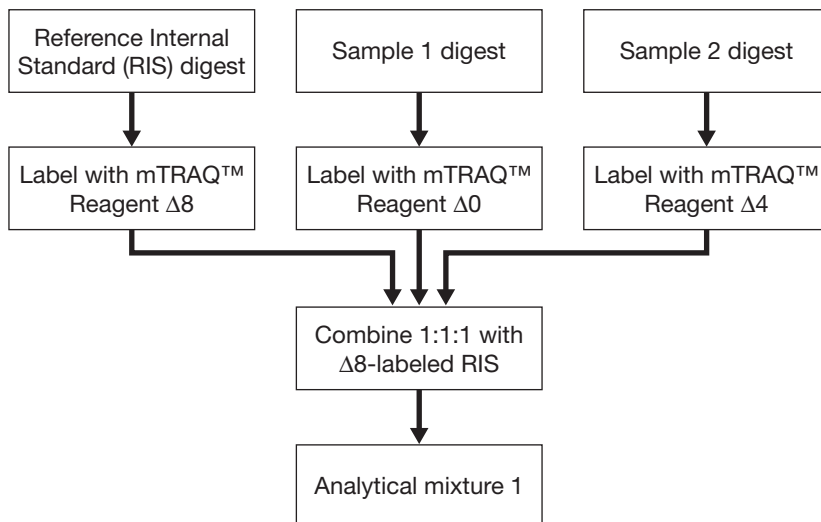 Reference Internal
Standard (RIS) digest
Sample 1 digest
Sample 2 digest
Label with mTRAQ™
Reagent Δ8
Label with mTRAQ™
Reagent Δ0
Label with mTRAQ™
Reagent Δ4
Combine 1:1:1 with
Δ8-labeled RIS
Analytical mixture 1